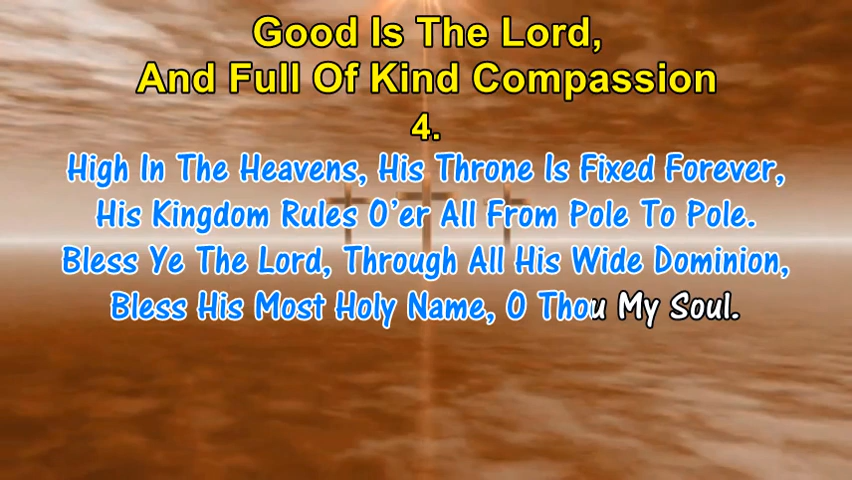 Good Is The Lord,
And Full Of Kind Compassion
4.
High In The Heavens, His Throne Is Fixed Forever,
His Kingdom Rules O’er All From Pole To Pole.
Bless Ye The Lord, Through All His Wide Dominion,
Bless His Most Holy Name, O Thou My Soul.